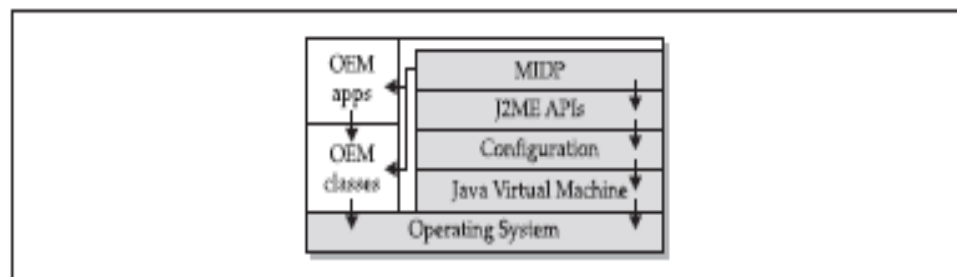 OEM
apps
OEM
classes
MIDP
J2ME APIs
Configuration
Java Virtual Machine
Operating System